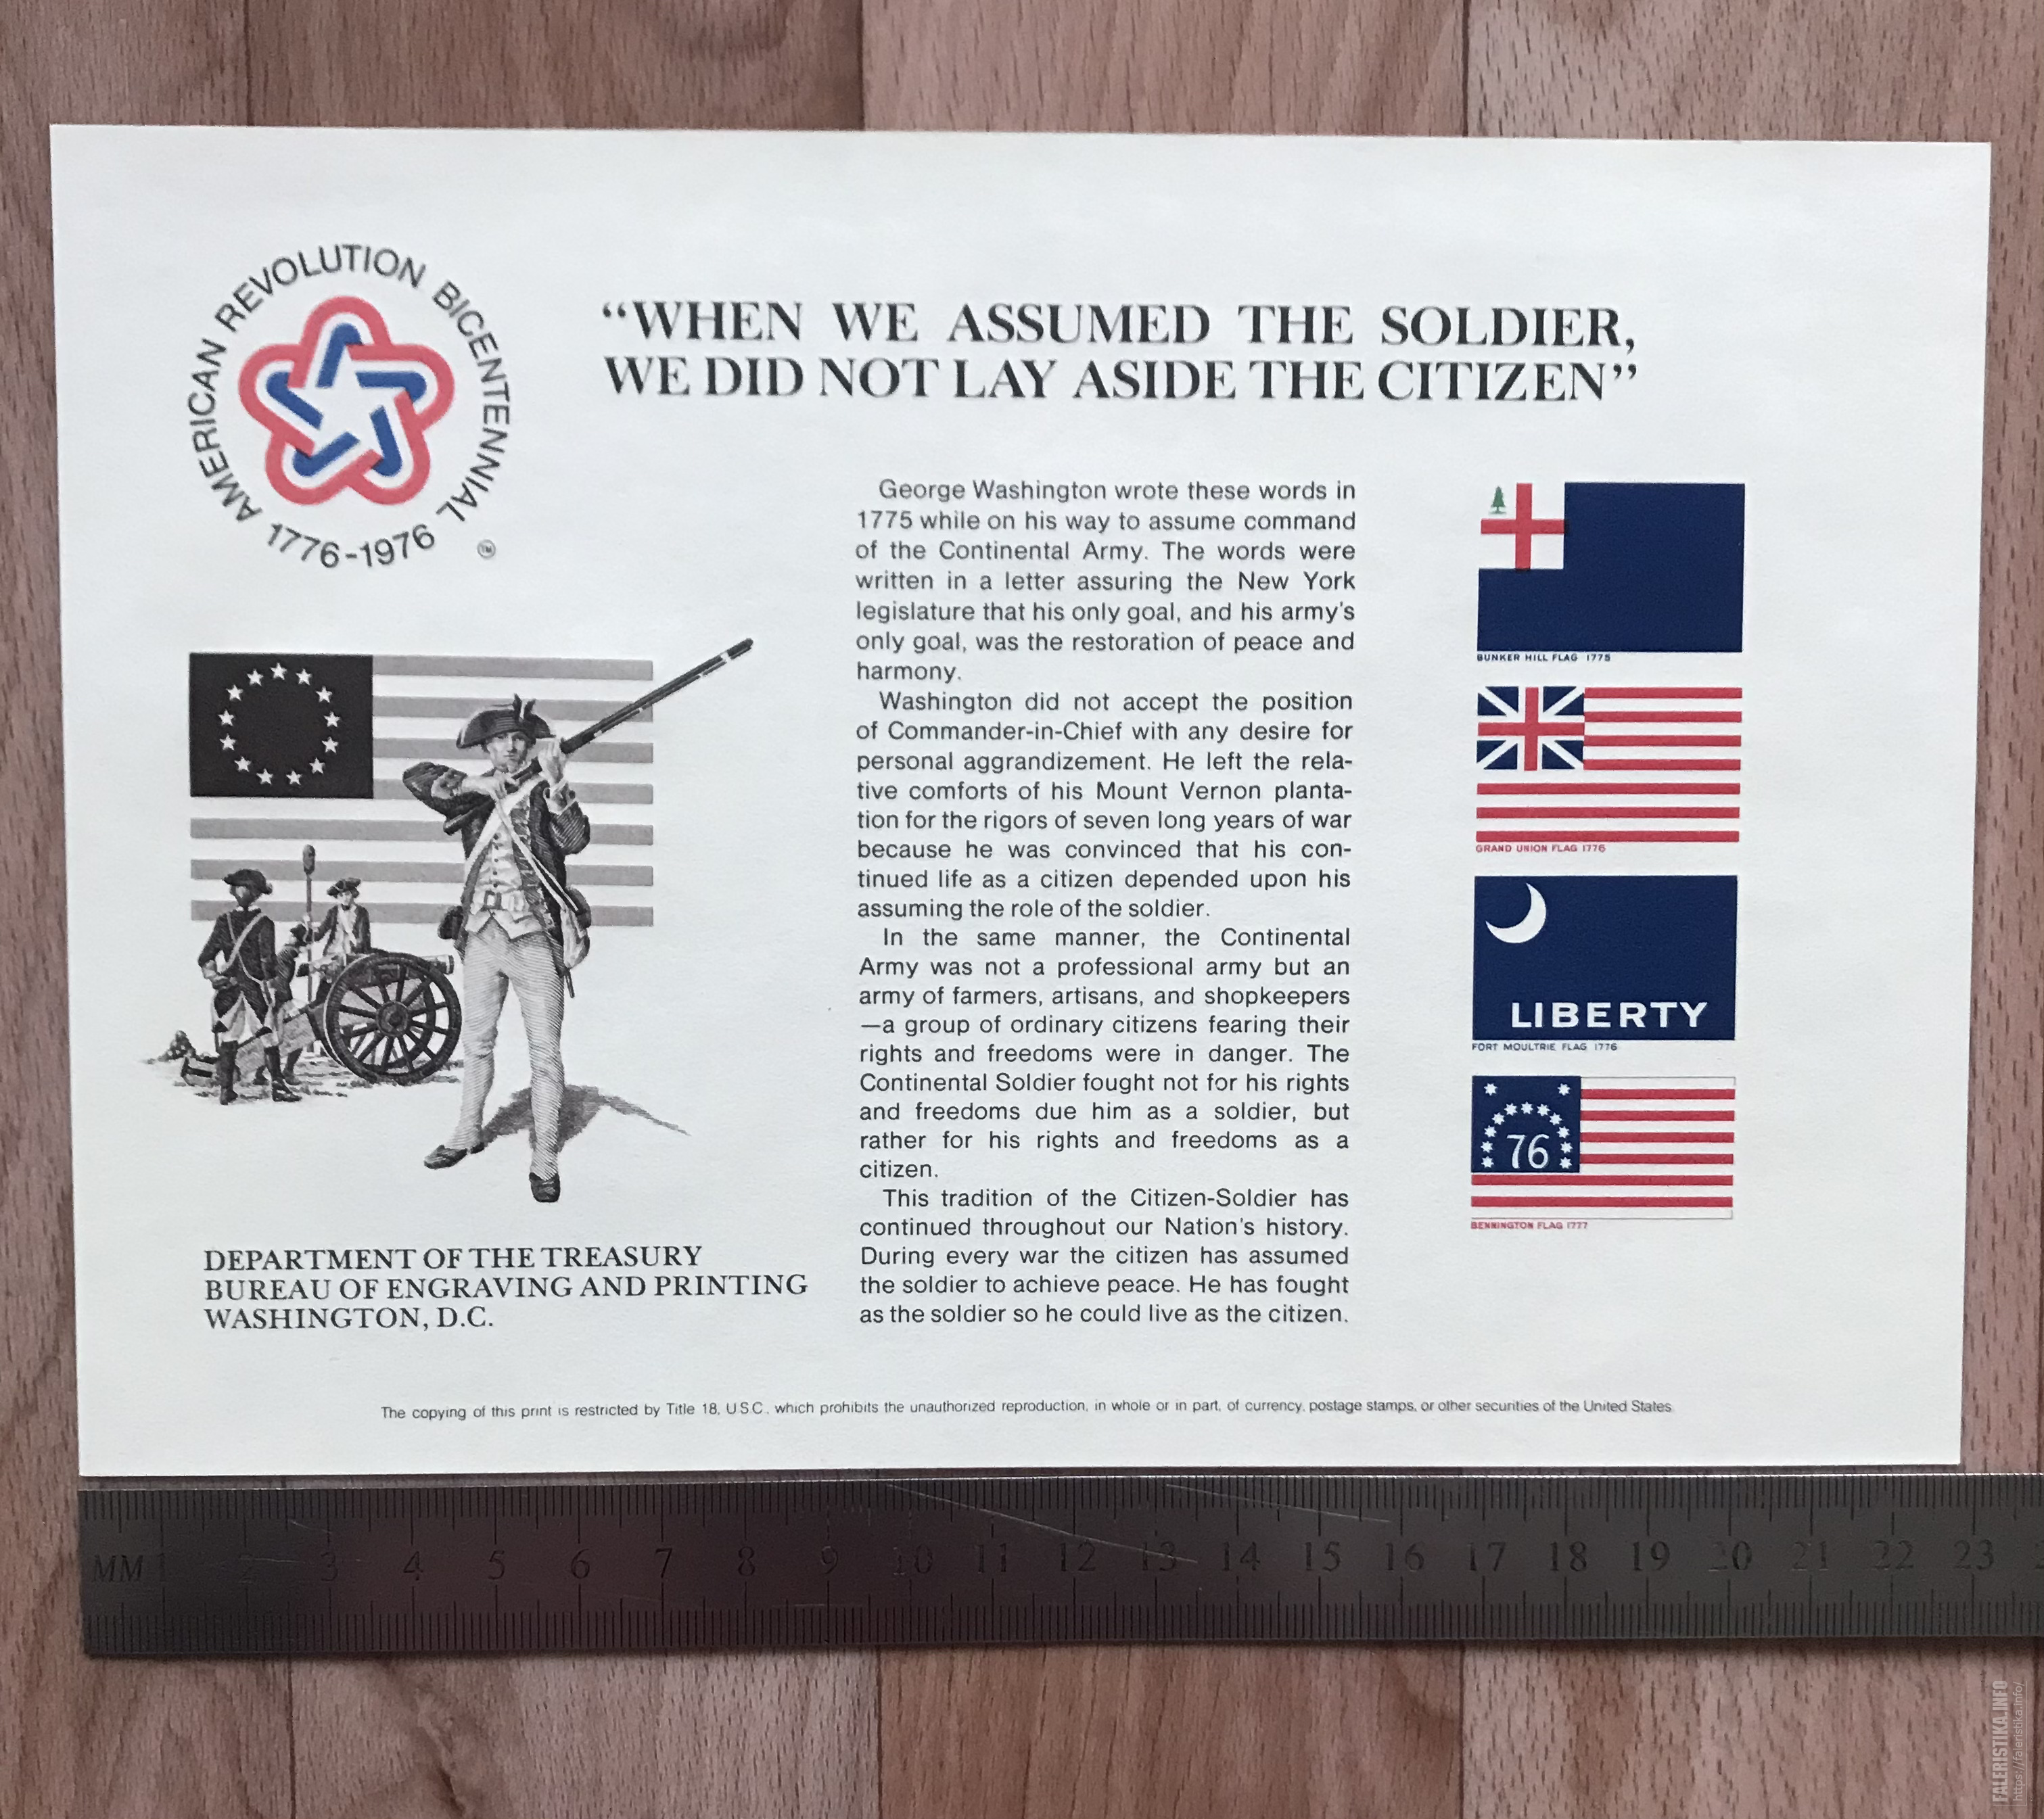 AMERICAN REVOLUTION BICENTENNIAL
1776-1976
TM
“WHEN WE ASSUMED THE SOLDIER,
WE DID NOT LAY ASIDE THE CITIZEN”
George Washington wrote these words in
1775 while on his way to assume command
of the Continental Army. The words were
written in a letter assuring the New York
legislature that his only goal, and his army's
only goal, was the restoration of peace and
harmony.
Washington did not accept the position
of Commander-in-Chief with any desire for
personal aggrandizement. He left the rela-
tive comforts of his Mount Vernon planta-
tion for the rigors of seven long years of war
because he was convinced that his con-
tinued life as a citizen depended upon his
assuming the role of the soldier.
In the same manner, the Continental
Army was not a professional army but an
army of farmers, artisans, and shopkeepers
—a group of ordinary citizens fearing their
rights and freedoms were in danger. The
Continental Soldier fought not for his rights
and freedoms due him as a soldier, but
rather for his rights and freedoms as a
citizen.
This tradition of the Citizen-Soldier has
continued throughout our Nation's history.
During every war the citizen has assumed
the soldier to achieve peace. He has fought
as the soldier so he could live as the citizen.
BUNKER HILL FLAG 1775
GRAND UNION FLAG 1776
LIBERTY
FORT MOULTRIE FLAG 1776
76
BENNINGTON FLAG 1777
DEPARTMENT OF THE TREASURY
BUREAU OF ENGRAVING AND PRINTING
WASHINGTON, D.C.
The copying of this print is restricted by Title 18, U.S.C., which prohibits the unauthorized reproduction, in whole or in part, of currency, postage stamps, or other securities of the United States.
MM 1 2 3 4 5 6 7 8 9 10 11 12 13 14 15 16 17 18 19 20 21 22 23
FALERISTIKA.INFO
https://faleristika.info/